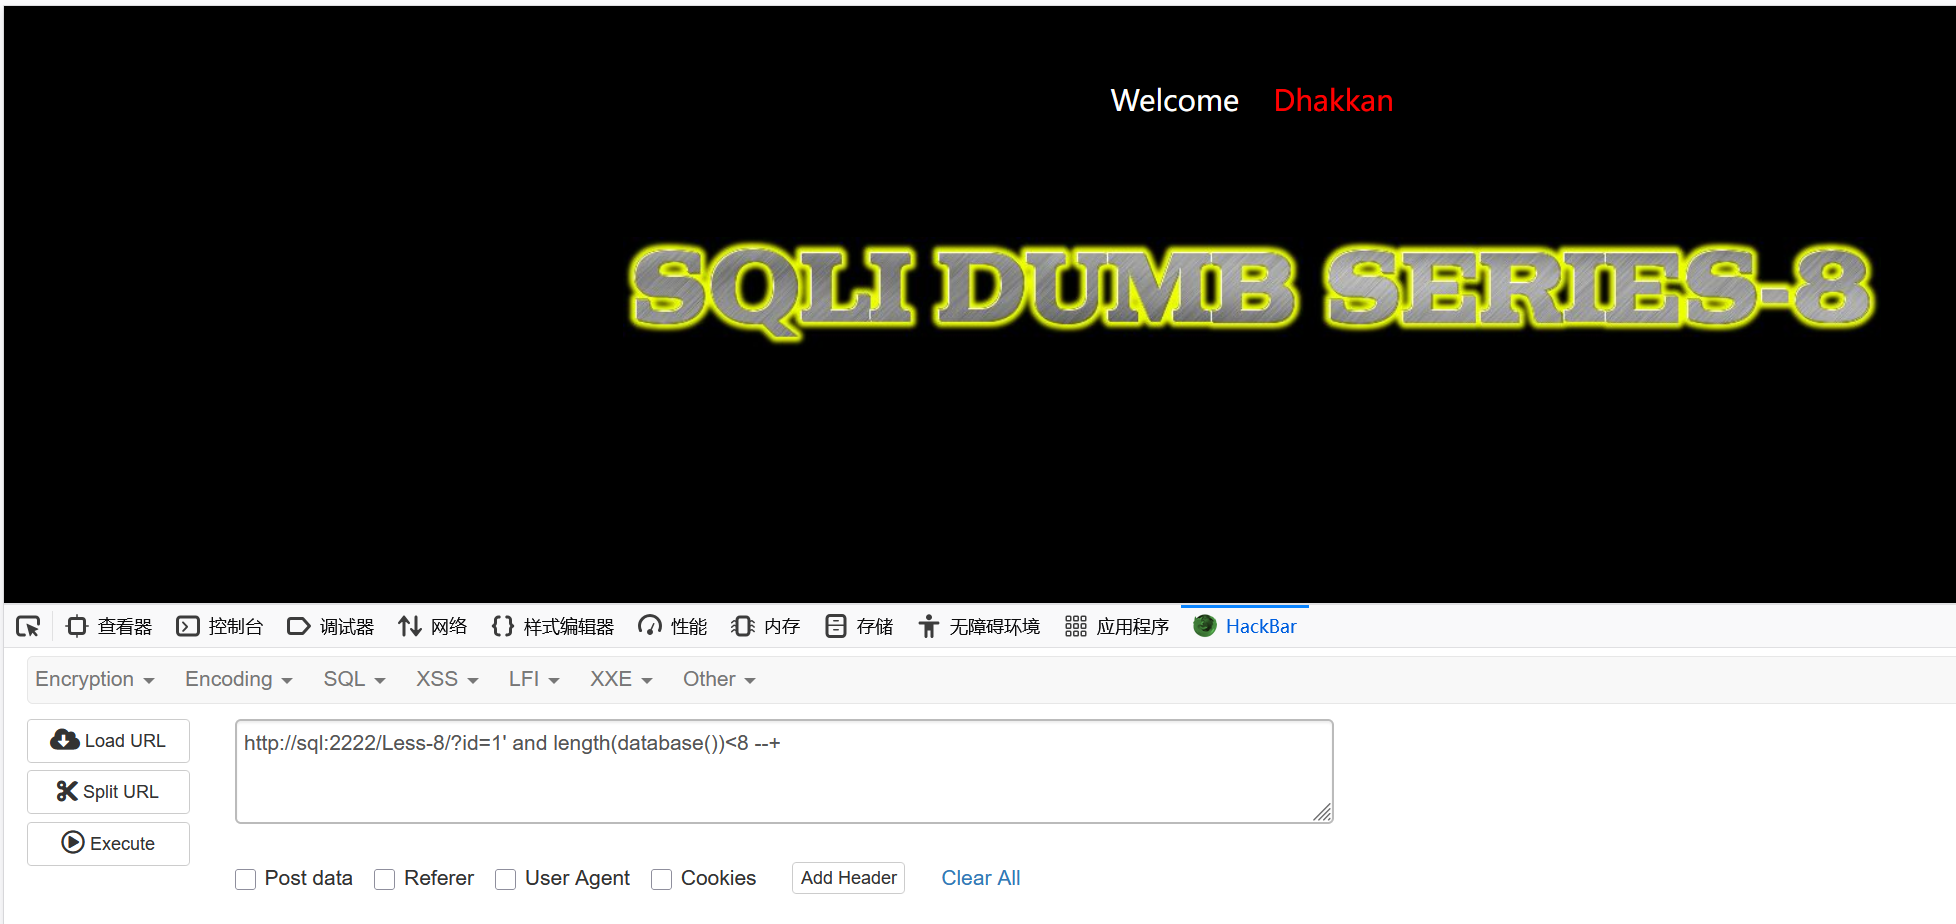 Welcome Dhakkan
SQLI DUMB SERIES-8
查看器 控制台 调试器 网络 样式编辑器 性能 内存 存储 无障碍环境 应用程序 HackBar
Encryption Encoding SQL XSS LFI XXE Other
Load URL
http://sql:2222/Less-8/?id=1' and length(database())<8 --+
Split URL
Execute
Post data Referer User Agent Cookies Add Header Clear All